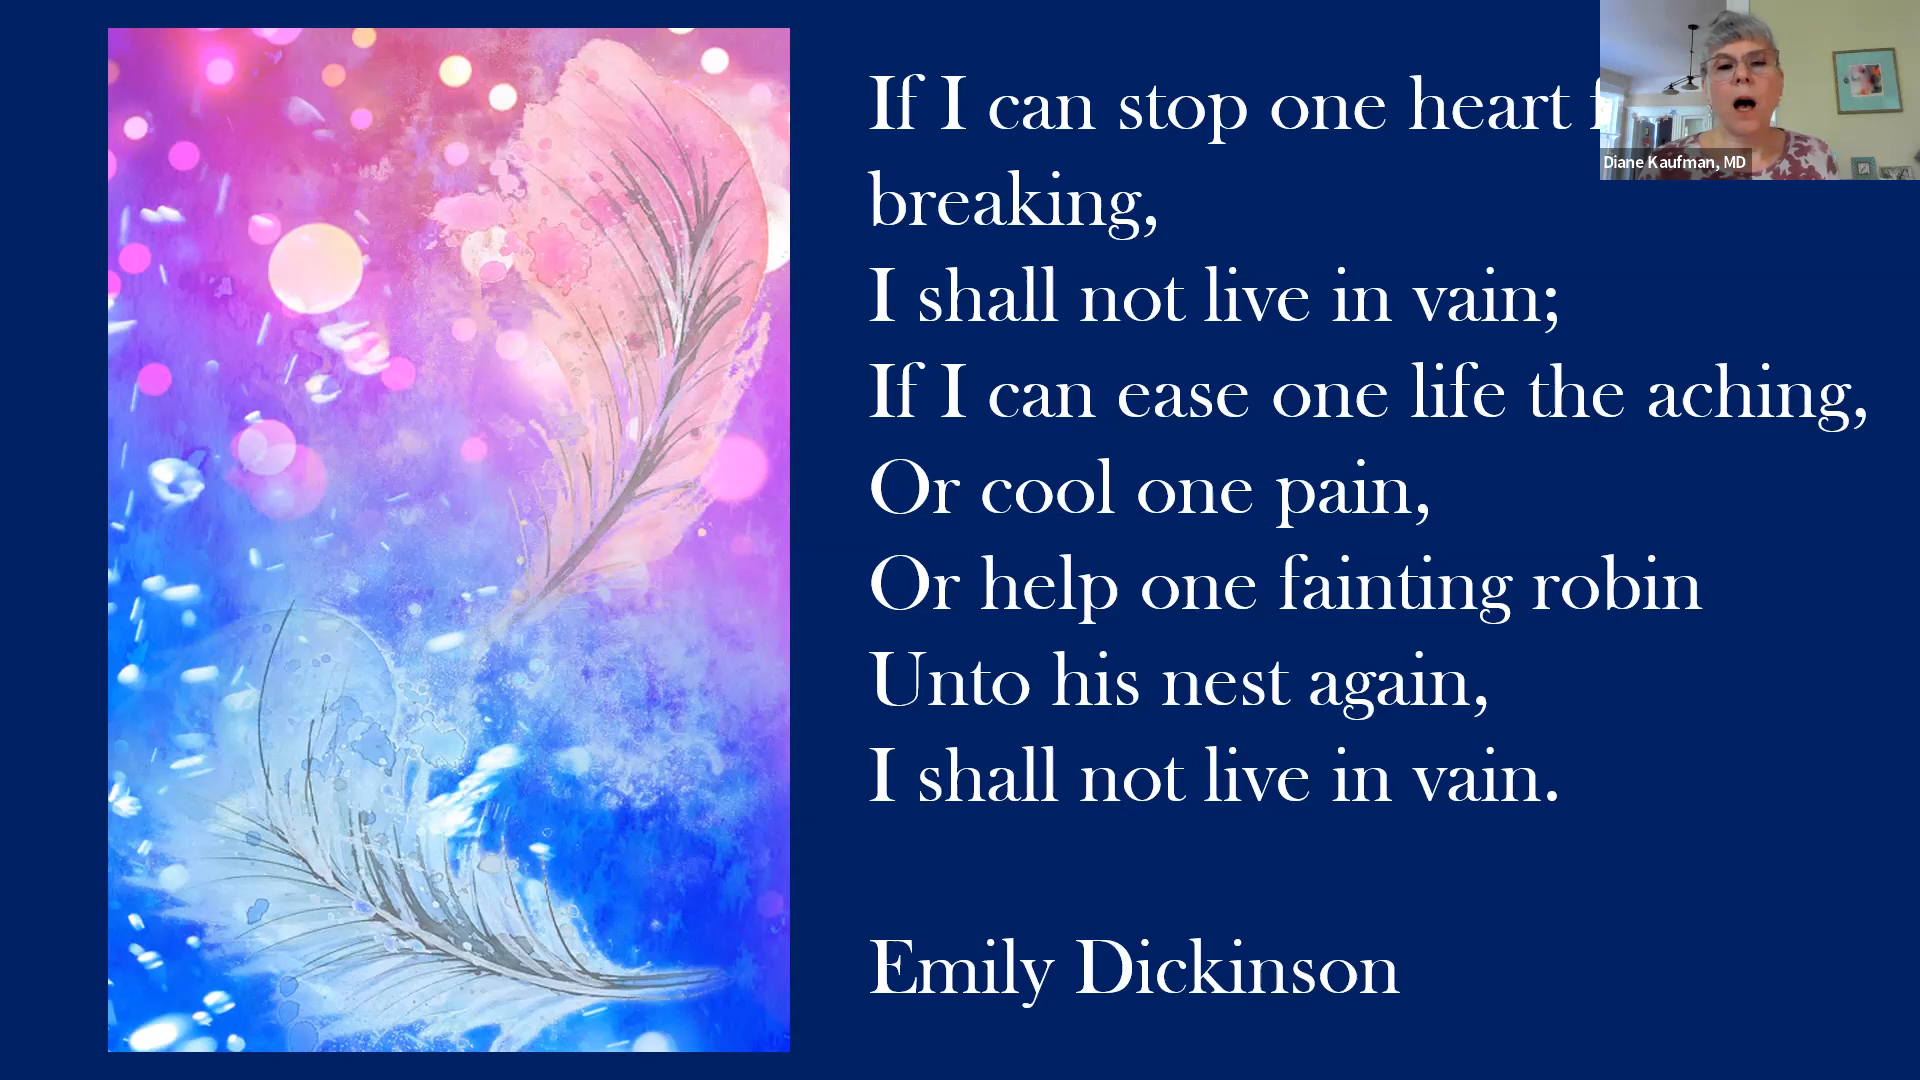 If I can stop one heart
breaking,
I shall not live in vain;
If I can ease one life the aching,
Or cool one pain,
Or help one fainting robin
Unto his nest again,
I shall not live in vain.
Emily Dickinson
Diane Kaufman, MD